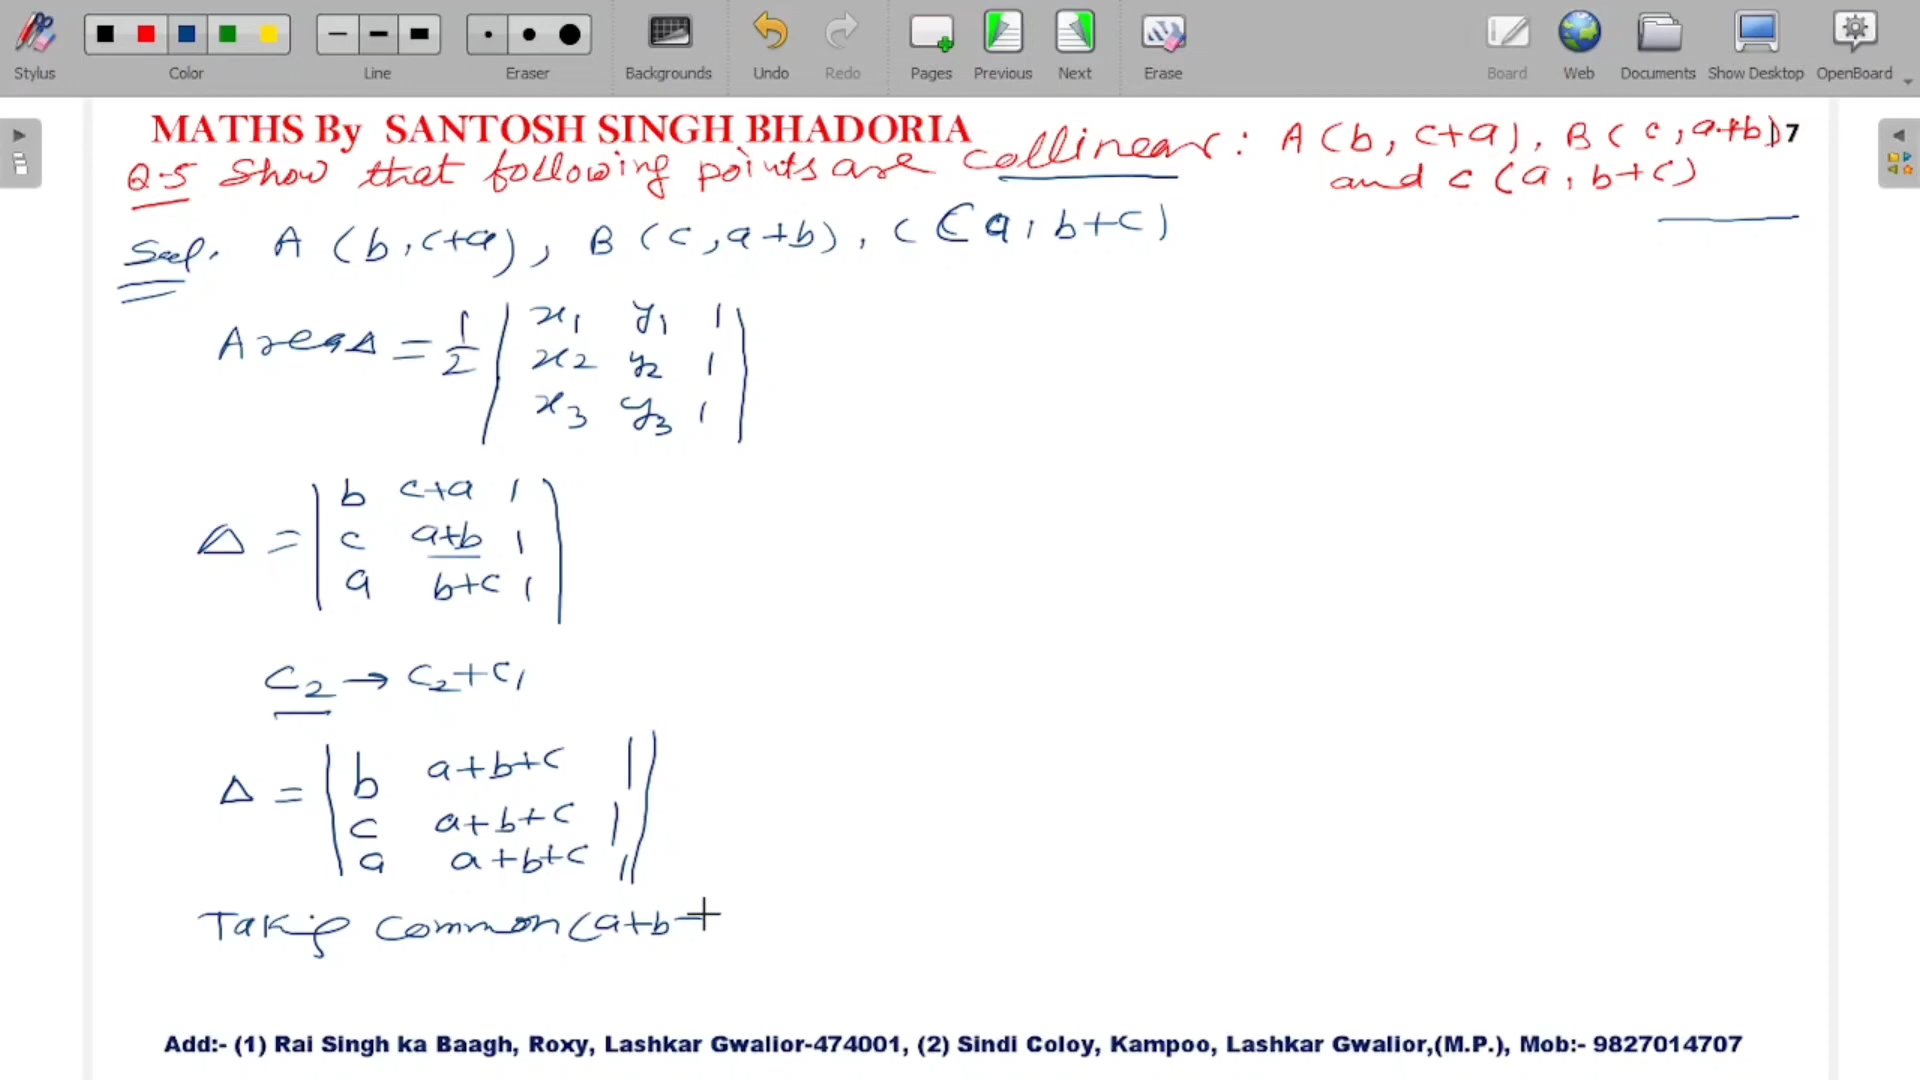 Stylus Color Line Eraser Backgrounds Undo Redo Pages Previous Next Erase Board Web Documents Show Desktop OpenBoard
MATHS By SANTOSH SINGH BHADORIA 17
Q-5 Show that following points are collinear : A (b, c+a), B (c, a+b)
and C (a, b+c)
Sol. A (b, c+a), B (c, a+b), C (a, b+c)
Area Δ = 1/2 | x1 y1 1 |
| x2 y2 1 |
| x3 y3 1 |
Δ = | b c+a 1 |
| c a+b 1 |
| a b+c 1 |
C2 → C2+C1
Δ = | b a+b+c 1 |
| c a+b+c 1 |
| a a+b+c 1 |
Taking common (a+b
Add:- (1) Rai Singh ka Baagh, Roxy, Lashkar Gwalior-474001, (2) Sindi Coloy, Kampoo, Lashkar Gwalior,(M.P.), Mob:- 9827014707